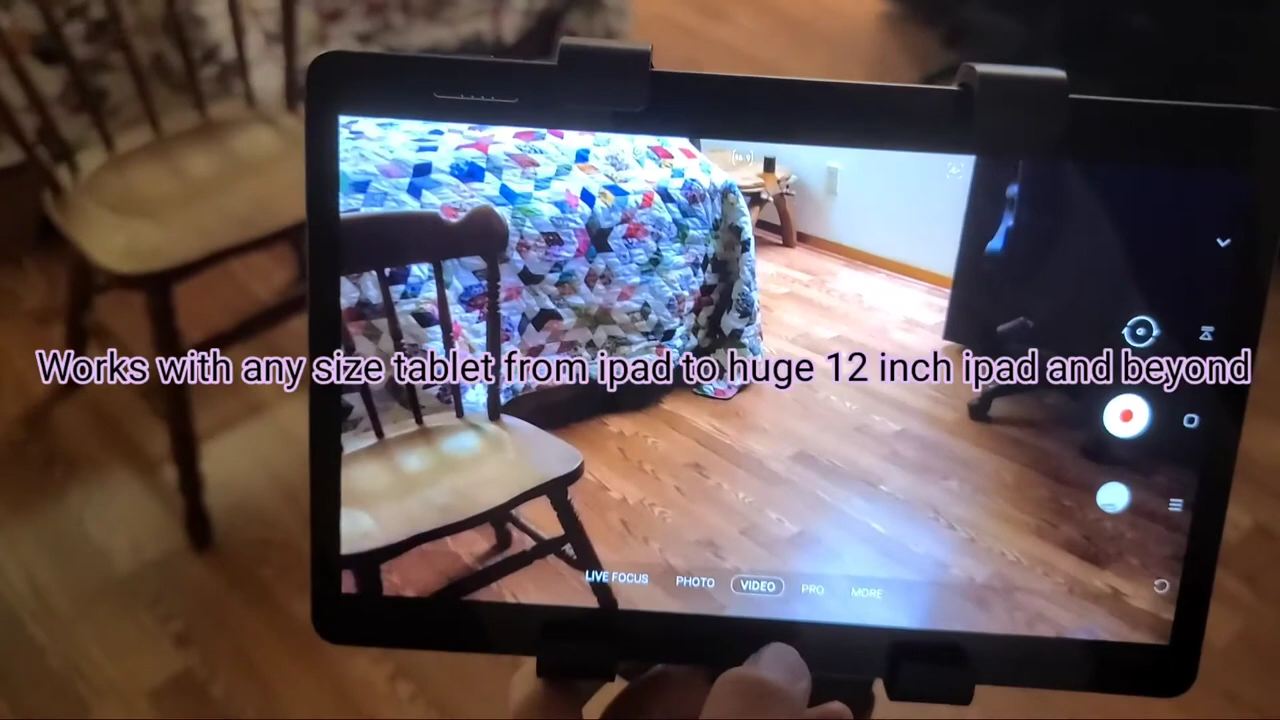 Works with any size tablet from ipad to huge 12 inch ipad and beyond
LIVE FOCUS PHOTO VIDEO PRO MORE